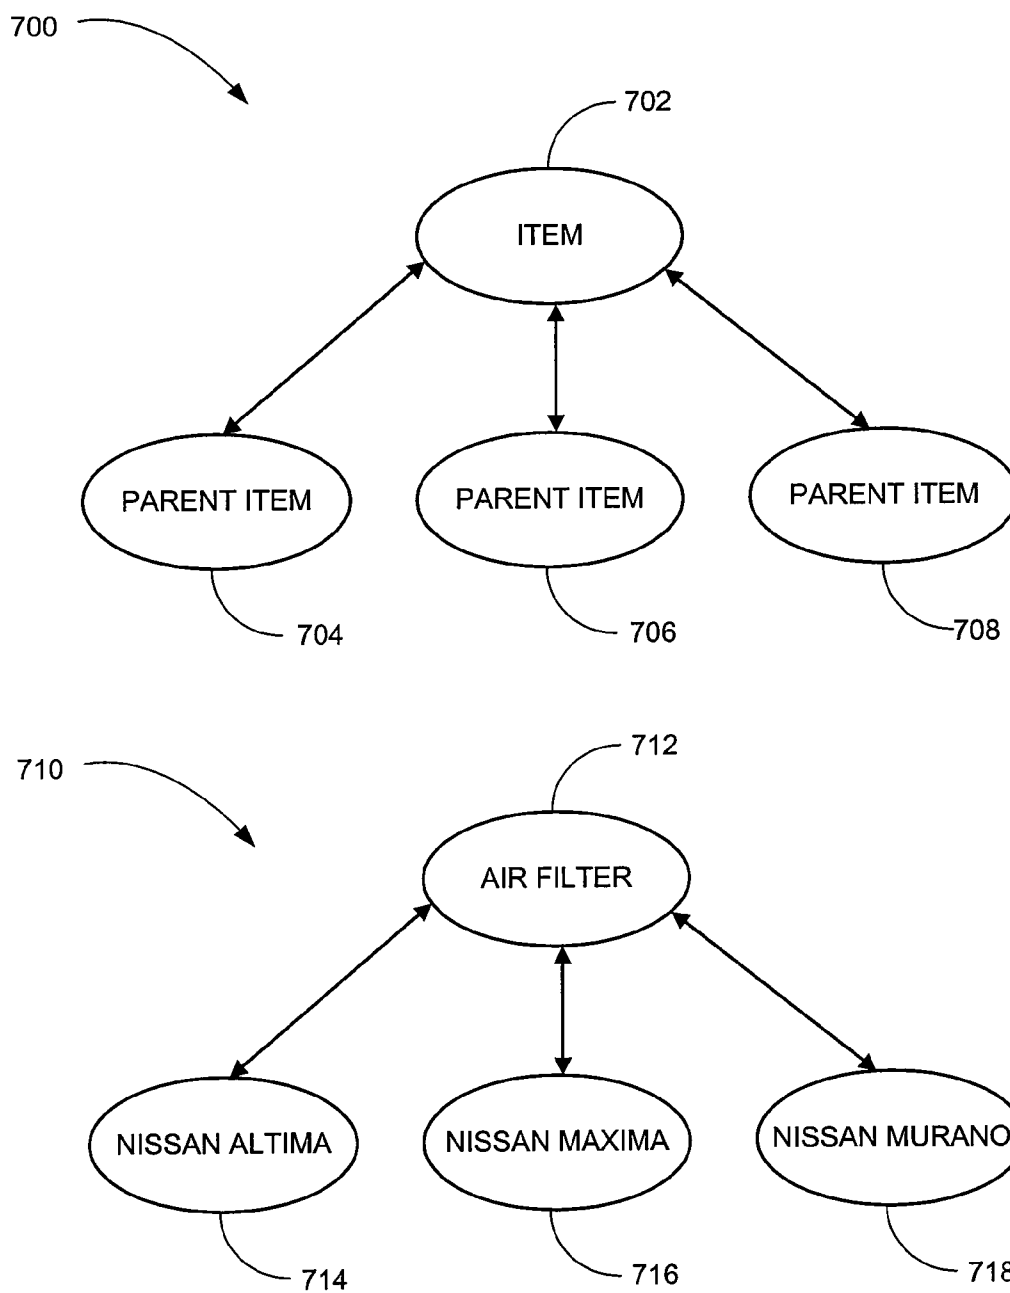 700
702
ITEM
PARENT ITEM
PARENT ITEM
PARENT ITEM
704
706
708
710
712
AIR FILTER
NISSAN ALTIMA
NISSAN MAXIMA
NISSAN MURANO
714
716
718